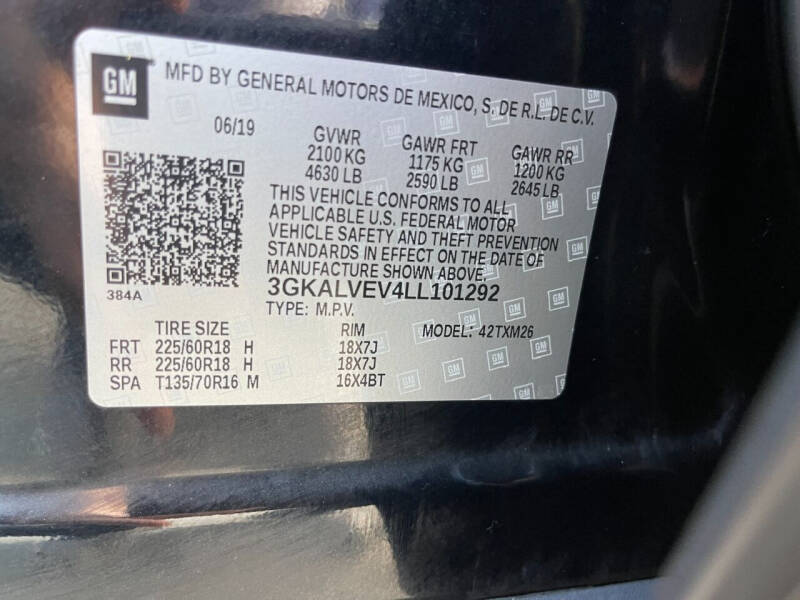 GM
MFD BY GENERAL MOTORS DE MEXICO, S. DE R.L. DE C.V.
06/19 GVWR GAWR FRT GAWR RR
2100 KG 1175 KG 1200 KG
4630 LB 2590 LB 2645 LB
THIS VEHICLE CONFORMS TO ALL
APPLICABLE U.S. FEDERAL MOTOR
VEHICLE SAFETY AND THEFT PREVENTION
STANDARDS IN EFFECT ON THE DATE OF
MANUFACTURE SHOWN ABOVE.
384A
3GKALVEV4LL101292
TYPE: M.P.V.
TIRE SIZE RIM MODEL: 42TXM26
FRT 225/60R18 H 18X7J
RR 225/60R18 H 18X7J
SPA T135/70R16 M 16X4BT